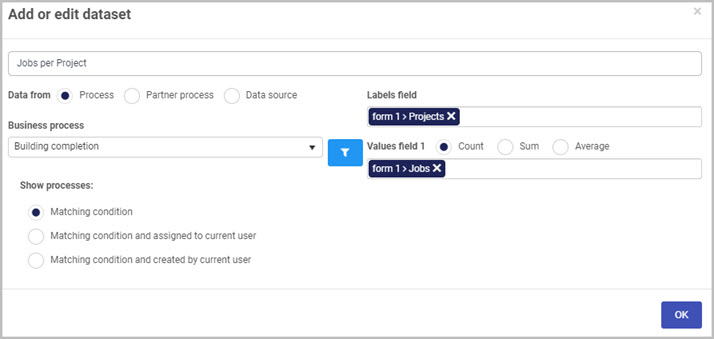 Add or edit dataset
×
Jobs per Project
Data from Process Partner process Data source
Business process
Building completion
Show processes:
Matching condition
Matching condition and assigned to current user
Matching condition and created by current user
Labels field
form 1 > Projects ×
Values field 1 Count Sum Average
form 1 > Jobs ×
OK